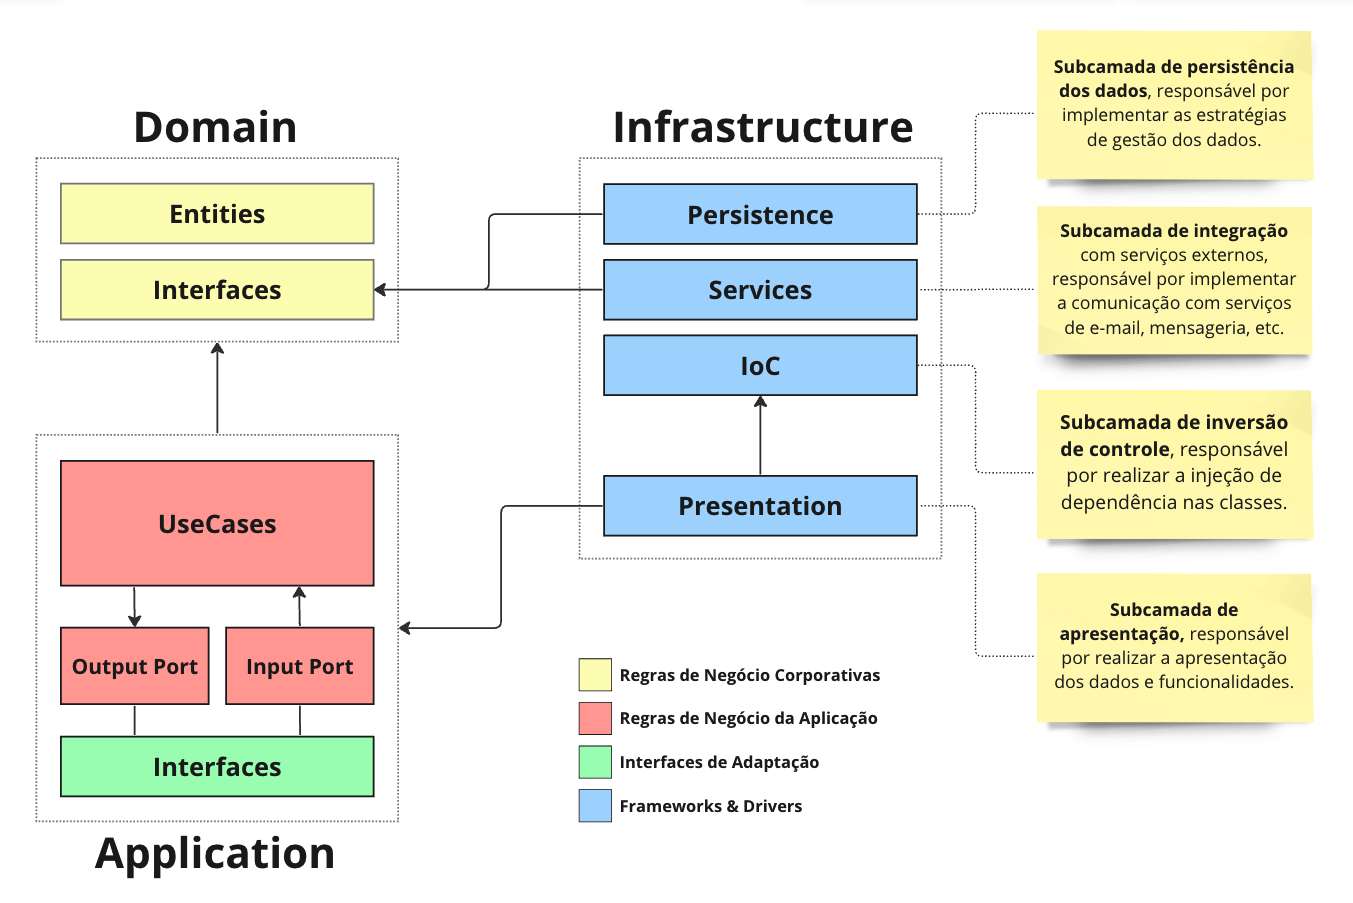 Domain
Entities
Interfaces
Infrastructure
Persistence
Services
IoC
Presentation
UseCases
Output Port
Input Port
Interfaces
Application
Regras de Negócio Corporativas
Regras de Negócio da Aplicação
Interfaces de Adaptação
Frameworks & Drivers
Subcamada de persistência
dos dados, responsável por
implementar as estratégias
de gestão dos dados.
Subcamada de integração
com serviços externos,
responsável por implementar
a comunicação com serviços
de e-mail, mensageria, etc.
Subcamada de inversão
de controle, responsável
por realizar a injeção de
dependência nas classes.
Subcamada de
apresentação, responsável
por realizar a apresentação
dos dados e funcionalidades.